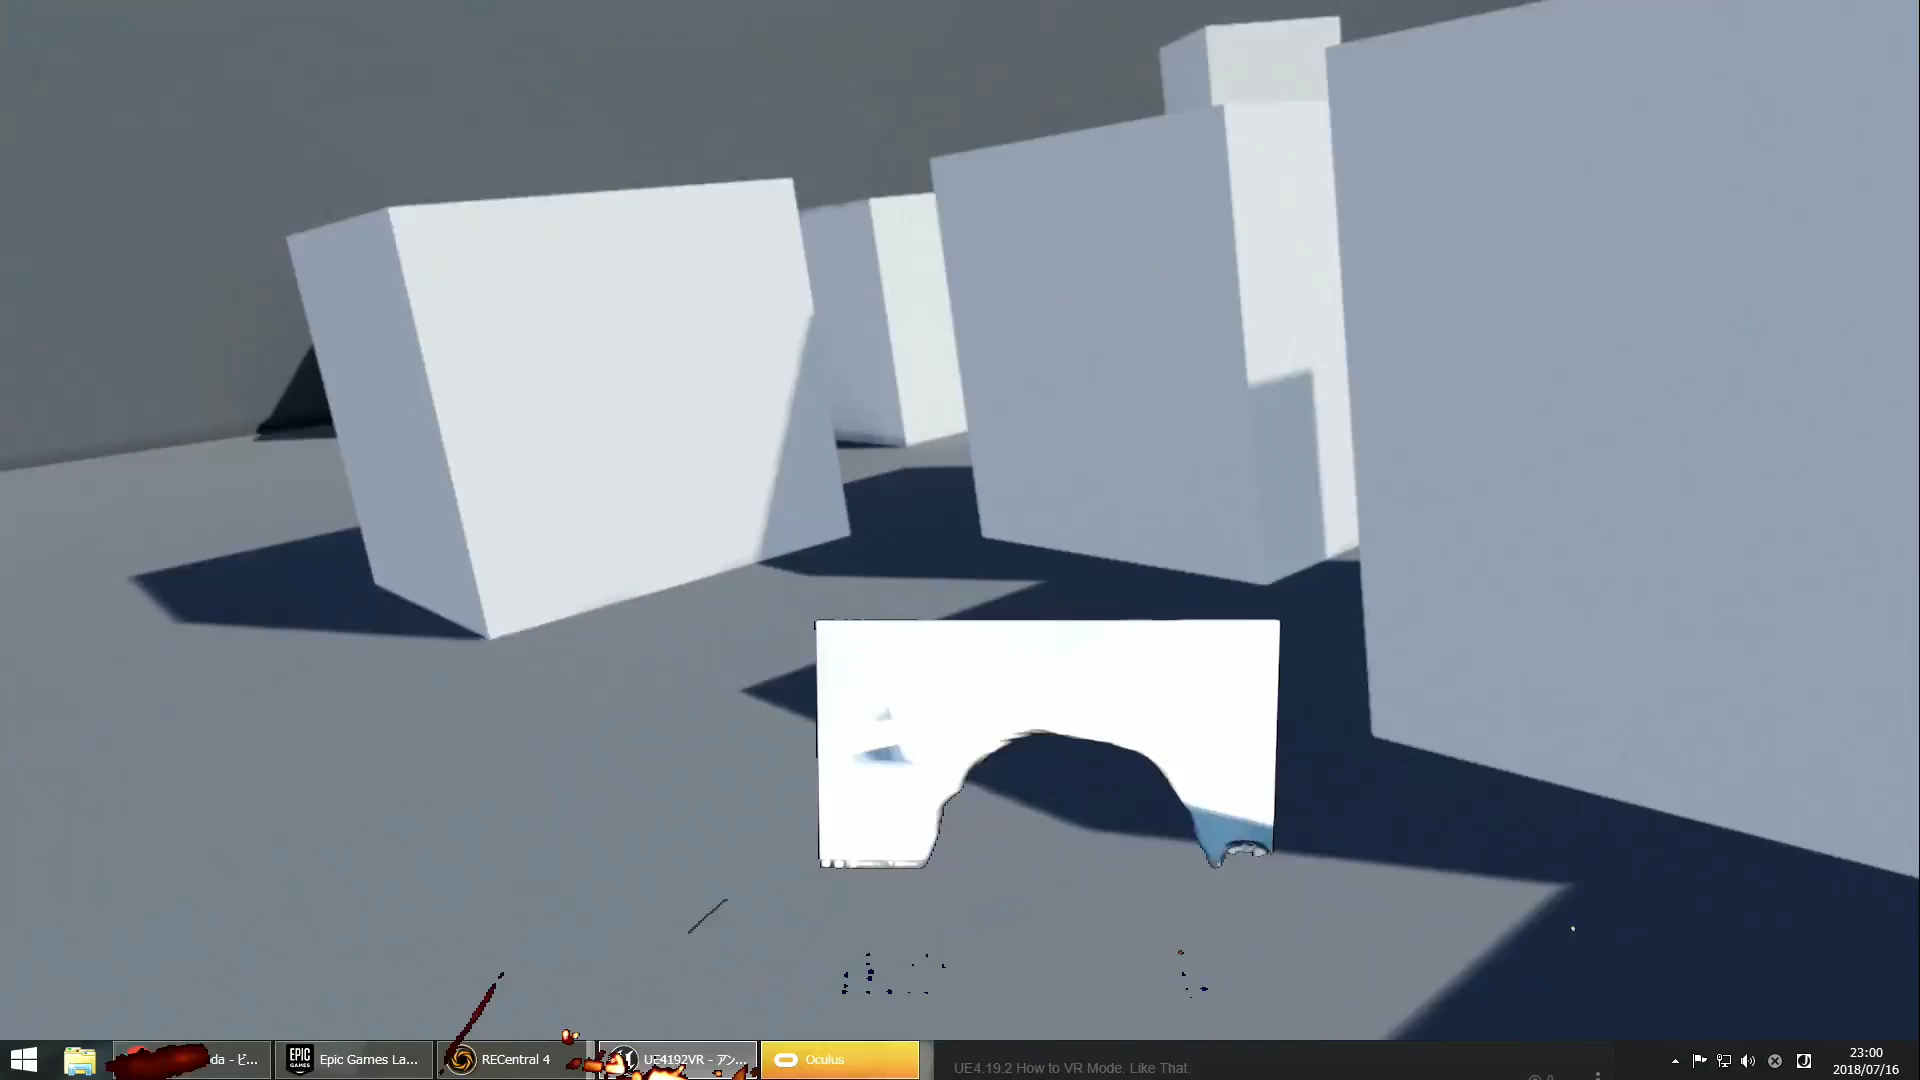 da - ビ...
EPIC GAMES
Epic Games La...
RECentral 4
UE4192VR - アン...
Oculus
UE4.19.2 How to VR Mode. Like That.
23:00
2018/07/16